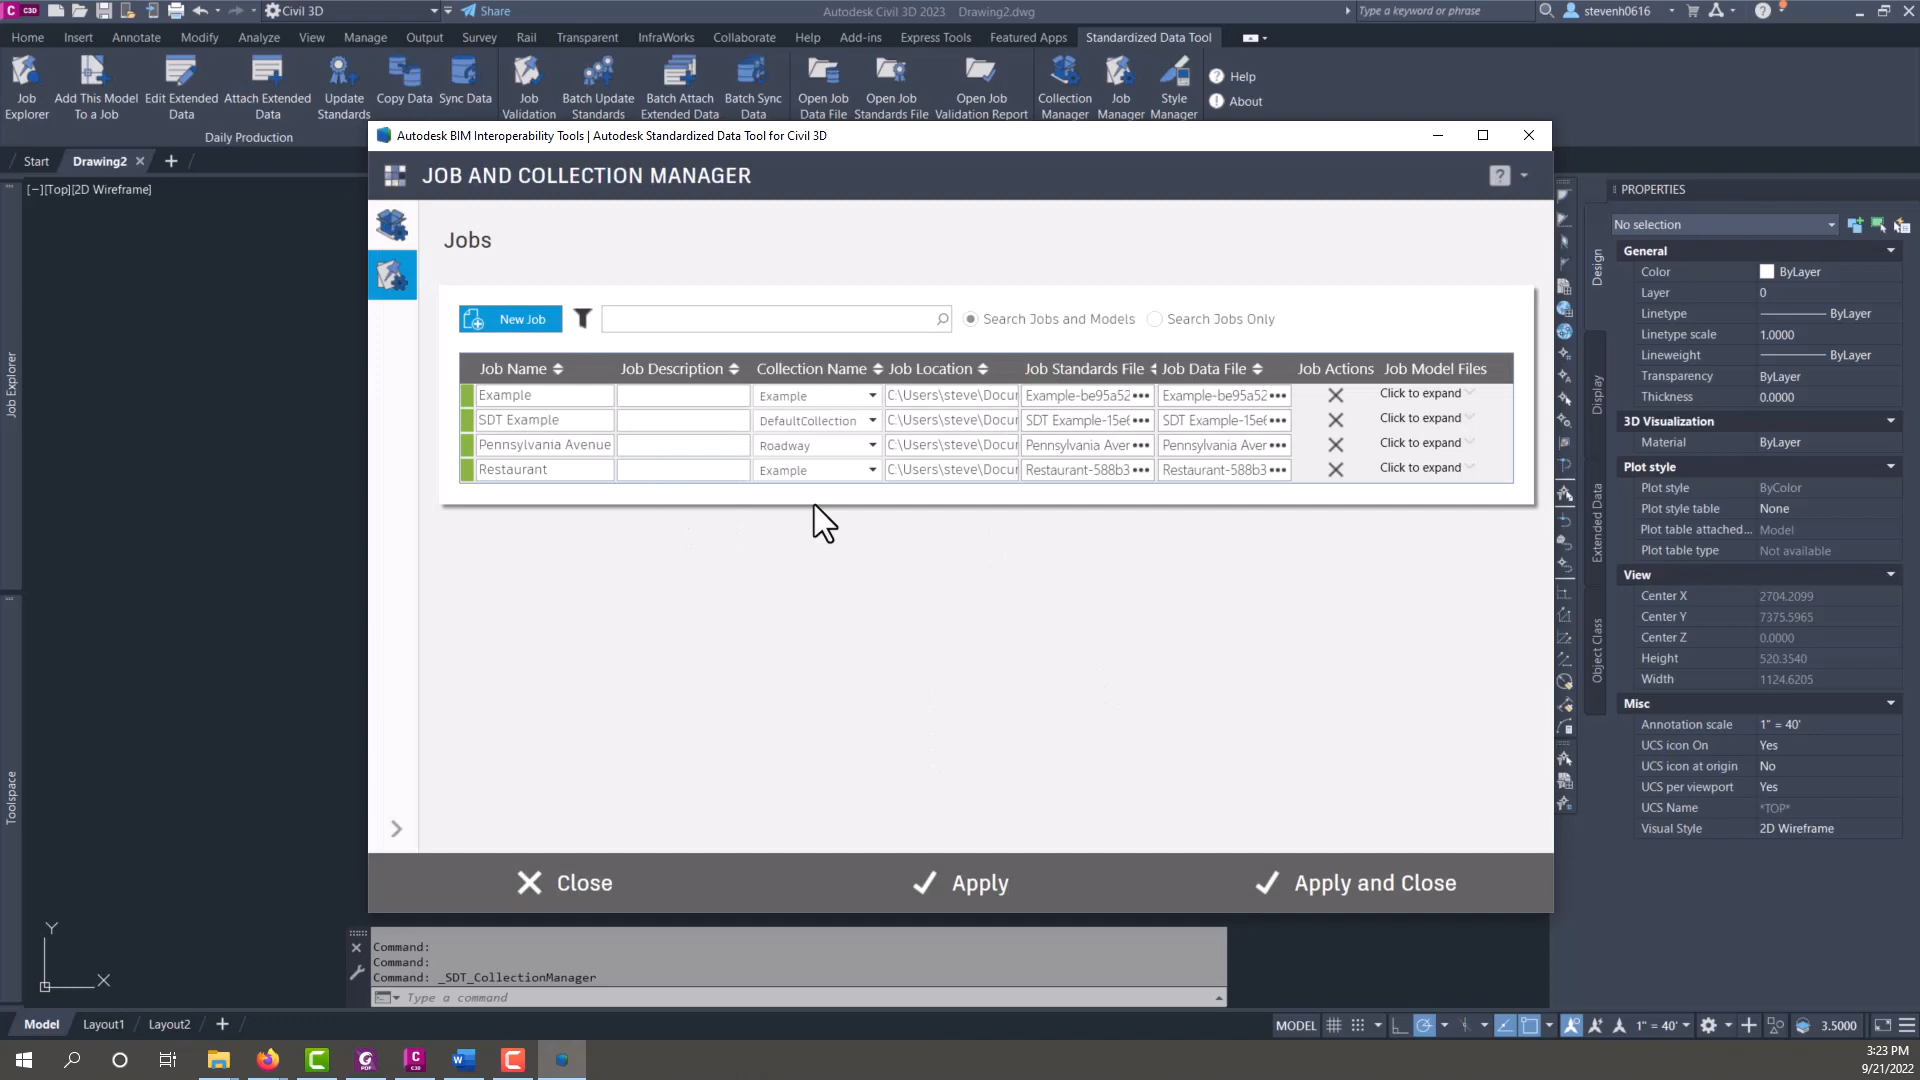 C3D Civil 3D Share Autodesk Civil 3D 2023 Drawing2.dwg Type a keyword or phrase stevenh0616
Home Insert Annotate Modify Analyze View Manage Output Survey Rail Transparent InfraWorks Collaborate Help Add-ins Express Tools Featured Apps Standardized Data Tool
Job Explorer
Add This Model To a Job
Edit Extended Data
Attach Extended Data
Update Standards
Copy Data
Sync Data
Job Validation
Batch Update Standards
Batch Attach Extended Data
Batch Sync Data
Open Job Data File
Open Job Standards File
Open Job Validation Report
Collection Manager
Job Manager
Style Manager
Help
About
Daily Production
Start Drawing2
[−][Top][2D Wireframe]
Job Explorer
Toolspace
Autodesk BIM Interoperability Tools | Autodesk Standardized Data Tool for Civil 3D
JOB AND COLLECTION MANAGER
Jobs
New Job Search Jobs and Models Search Jobs Only
Job Name Job Description Collection Name Job Location Job Standards File Job Data File Job Actions Job Model Files
Example Example C:\Users\steve\Docur Example-be95a52 ••• Example-be95a52 ••• Click to expand
SDT Example DefaultCollection C:\Users\steve\Docur SDT Example-15e6 ••• SDT Example-15e6 ••• Click to expand
Pennsylvania Avenue Roadway C:\Users\steve\Docur Pennsylvania Aver ••• Pennsylvania Aver ••• Click to expand
Restaurant Example C:\Users\steve\Docur Restaurant-588b3 ••• Restaurant-588b3 ••• Click to expand
Close Apply Apply and Close
Command:
Command:
Command: _SDT_CollectionManager
Type a command
Y
X
PROPERTIES
No selection
General
Color ByLayer
Layer 0
Linetype ByLayer
Linetype scale 1.0000
Lineweight ByLayer
Transparency ByLayer
Thickness 0.0000
3D Visualization
Material ByLayer
Plot style
Plot style ByColor
Plot style table None
Plot table attached... Model
Plot table type Not available
View
Center X 2704.2099
Center Y 7375.5965
Center Z 0.0000
Height 520.3540
Width 1124.6205
Misc
Annotation scale 1" = 40'
UCS icon On Yes
UCS icon at origin No
UCS per viewport Yes
UCS Name *TOP*
Visual Style 2D Wireframe
Design
Display
Extended Data
Object Class
Model Layout1 Layout2
MODEL 1" = 40' 3.5000
3:23 PM
9/21/2022